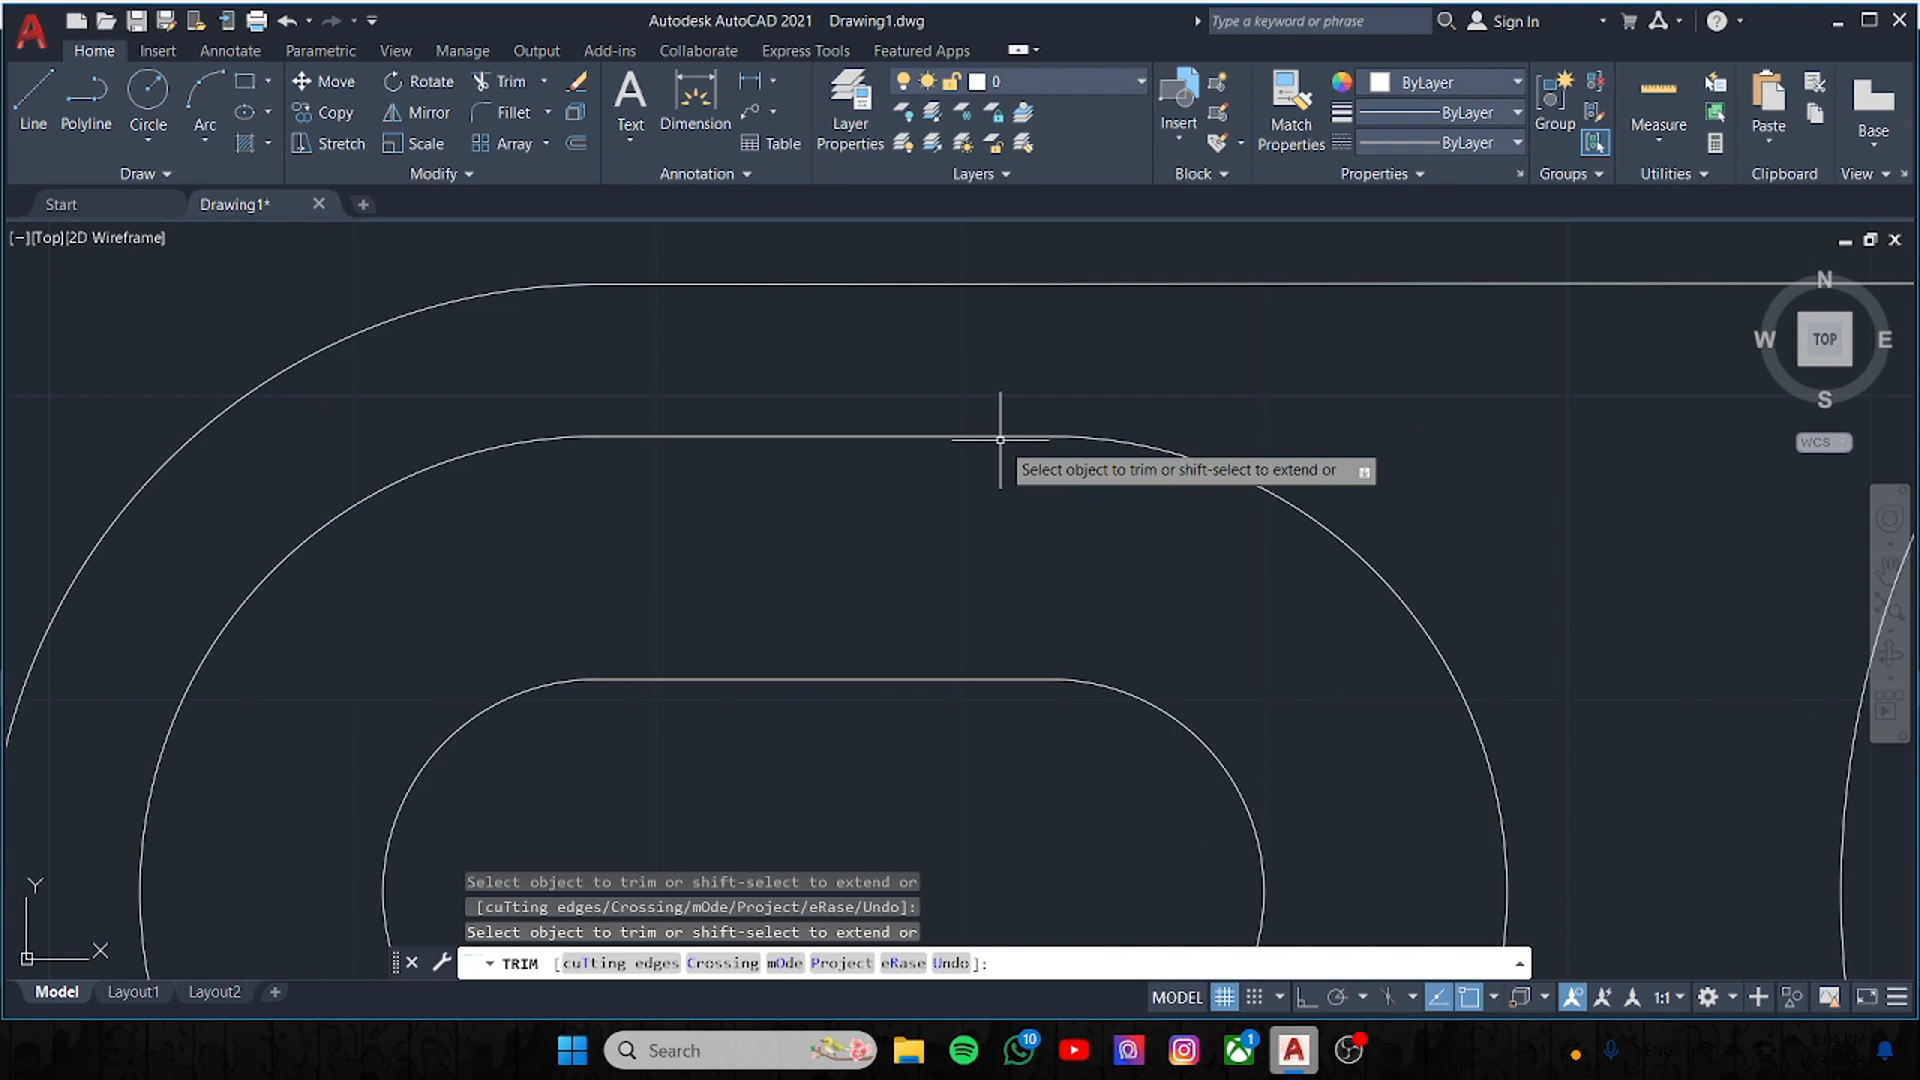 Autodesk AutoCAD 2021 Drawing1.dwg
Type a keyword or phrase
Sign In
Home Insert Annotate Parametric View Manage Output Add-ins Collaborate Express Tools Featured Apps
Line Polyline Circle Arc
Move Rotate Trim
Copy Mirror Fillet
Stretch Scale Array
Text Dimension
Table
Layer Properties
0
Insert
Match Properties
ByLayer
ByLayer
ByLayer
Group
Measure
Paste
Base
Draw Modify Annotation Layers Block Properties Groups Utilities Clipboard View
Start Drawing1*
[−][Top][2D Wireframe]
N
W TOP E
S
WCS
Select object to trim or shift-select to extend or
Y
X
Select object to trim or shift-select to extend or
[cuTting edges/Crossing/mOde/Project/eRase/Undo]:
Select object to trim or shift-select to extend or
TRIM [cuTting edges Crossing mOde Project eRase Undo]:
Model Layout1 Layout2
MODEL 1:1
Search
10
1
ENG